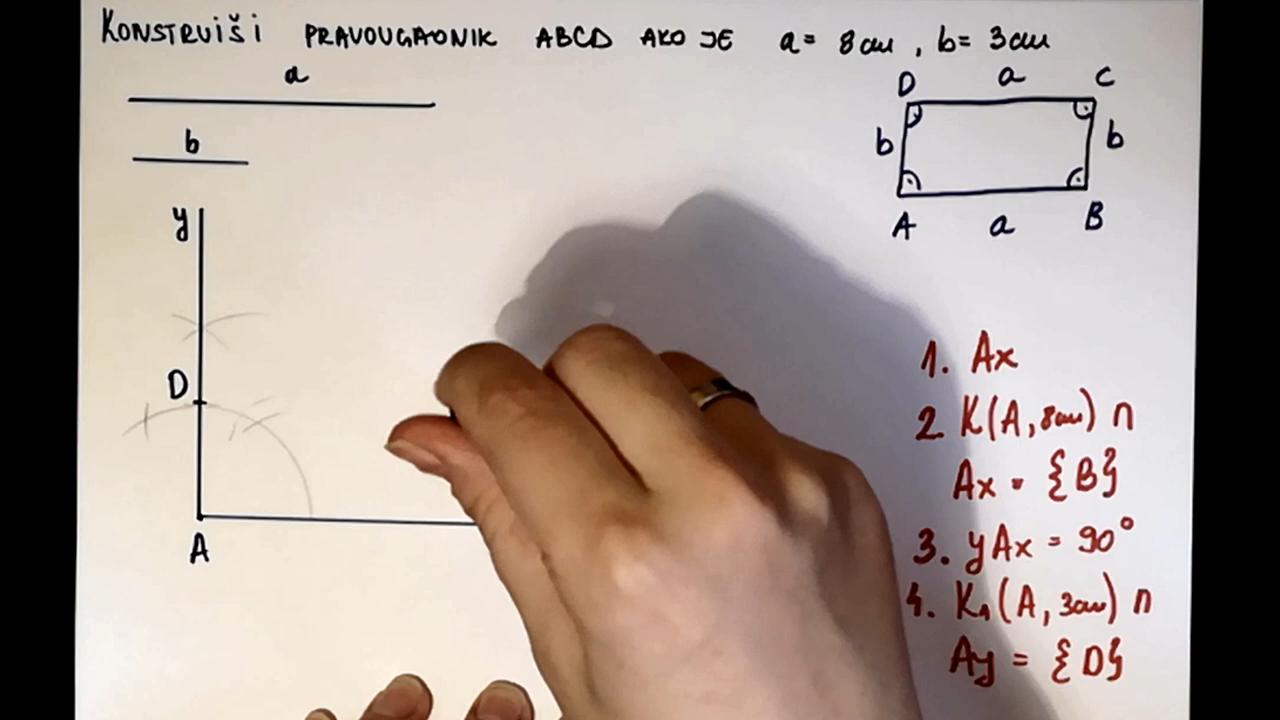 KONSTRUIŠI PRAVOUGAONIK ABCD AKO JE a = 8cm, b = 3cm
a
b
y
D
A
D a C
b b
A a B
1. Ax
2. K(A, 8cm) ∩
Ax = {B}
3. yAx = 90°
4. K₁(A, 3cm) ∩
Ay = {D}